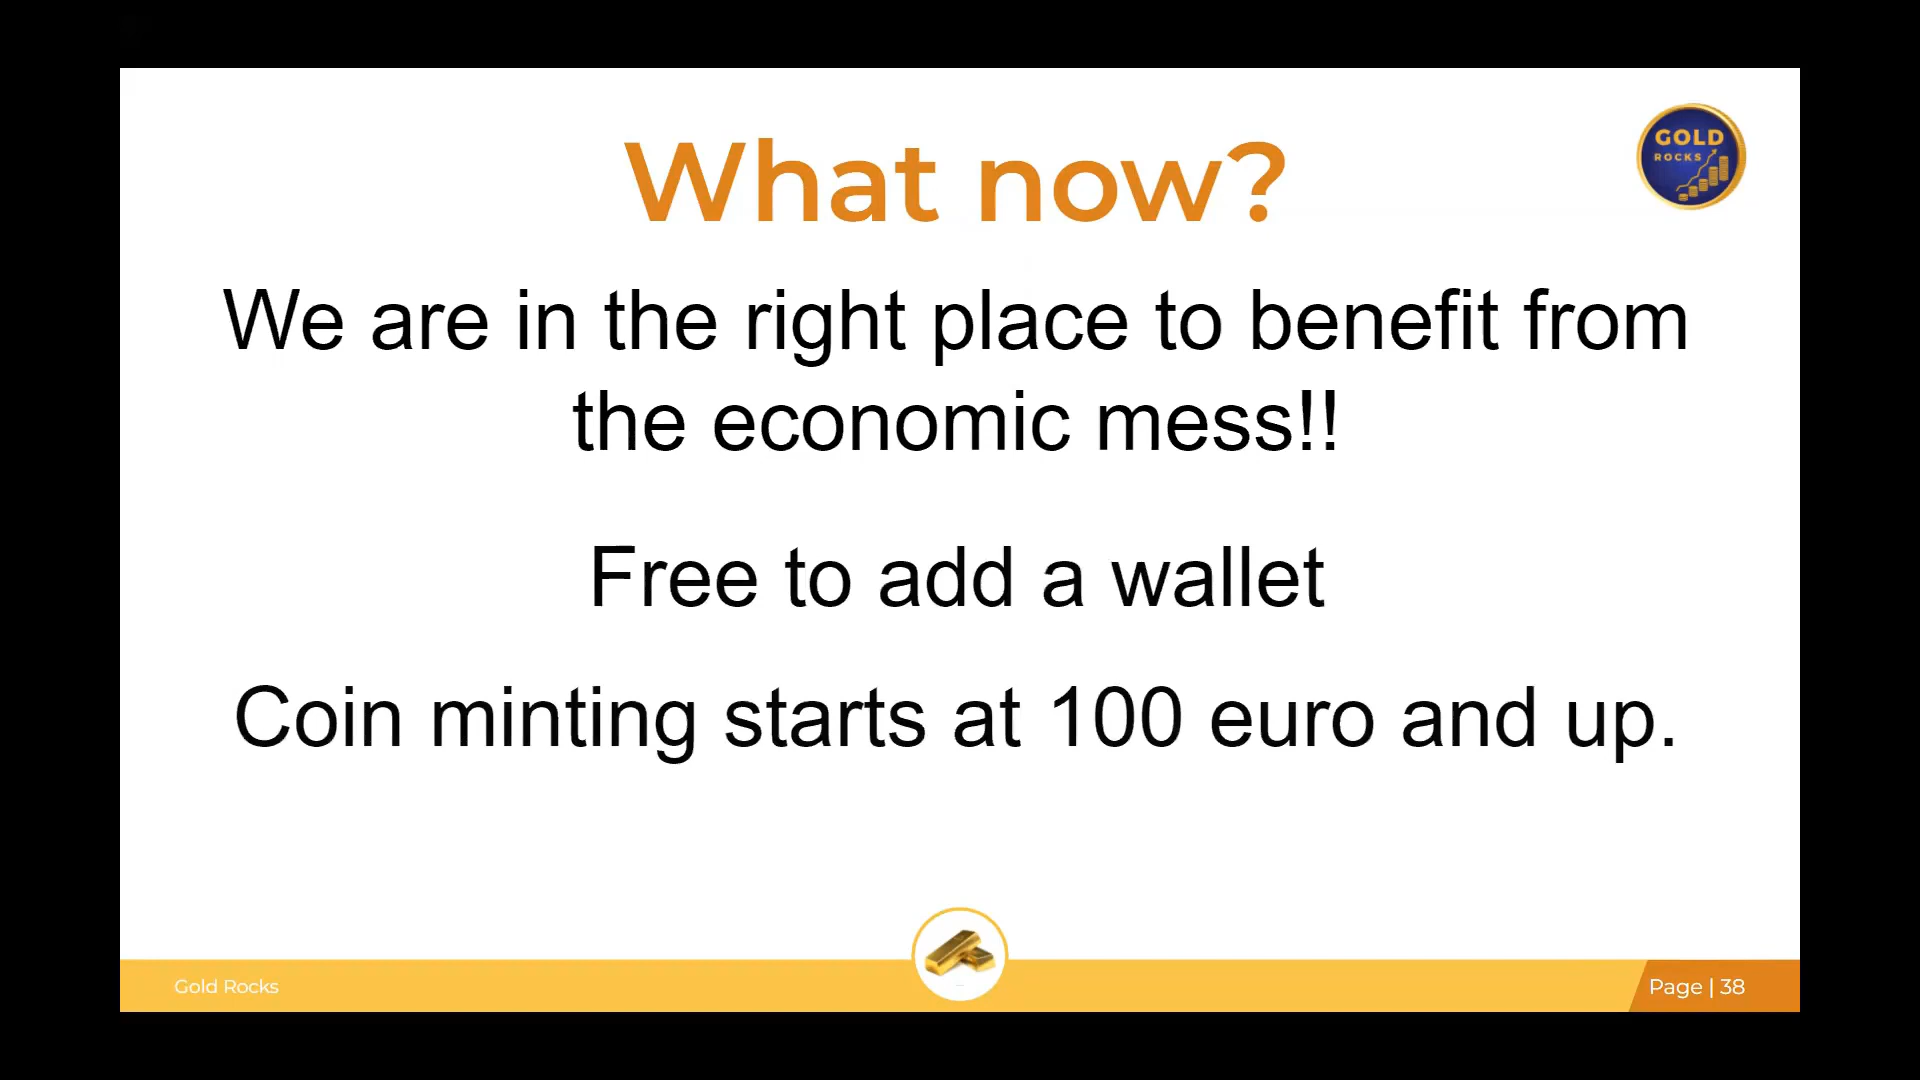 What now?
GOLD
ROCKS
We are in the right place to benefit from
the economic mess!!
Free to add a wallet
Coin minting starts at 100 euro and up.
Gold Rocks
Page | 38